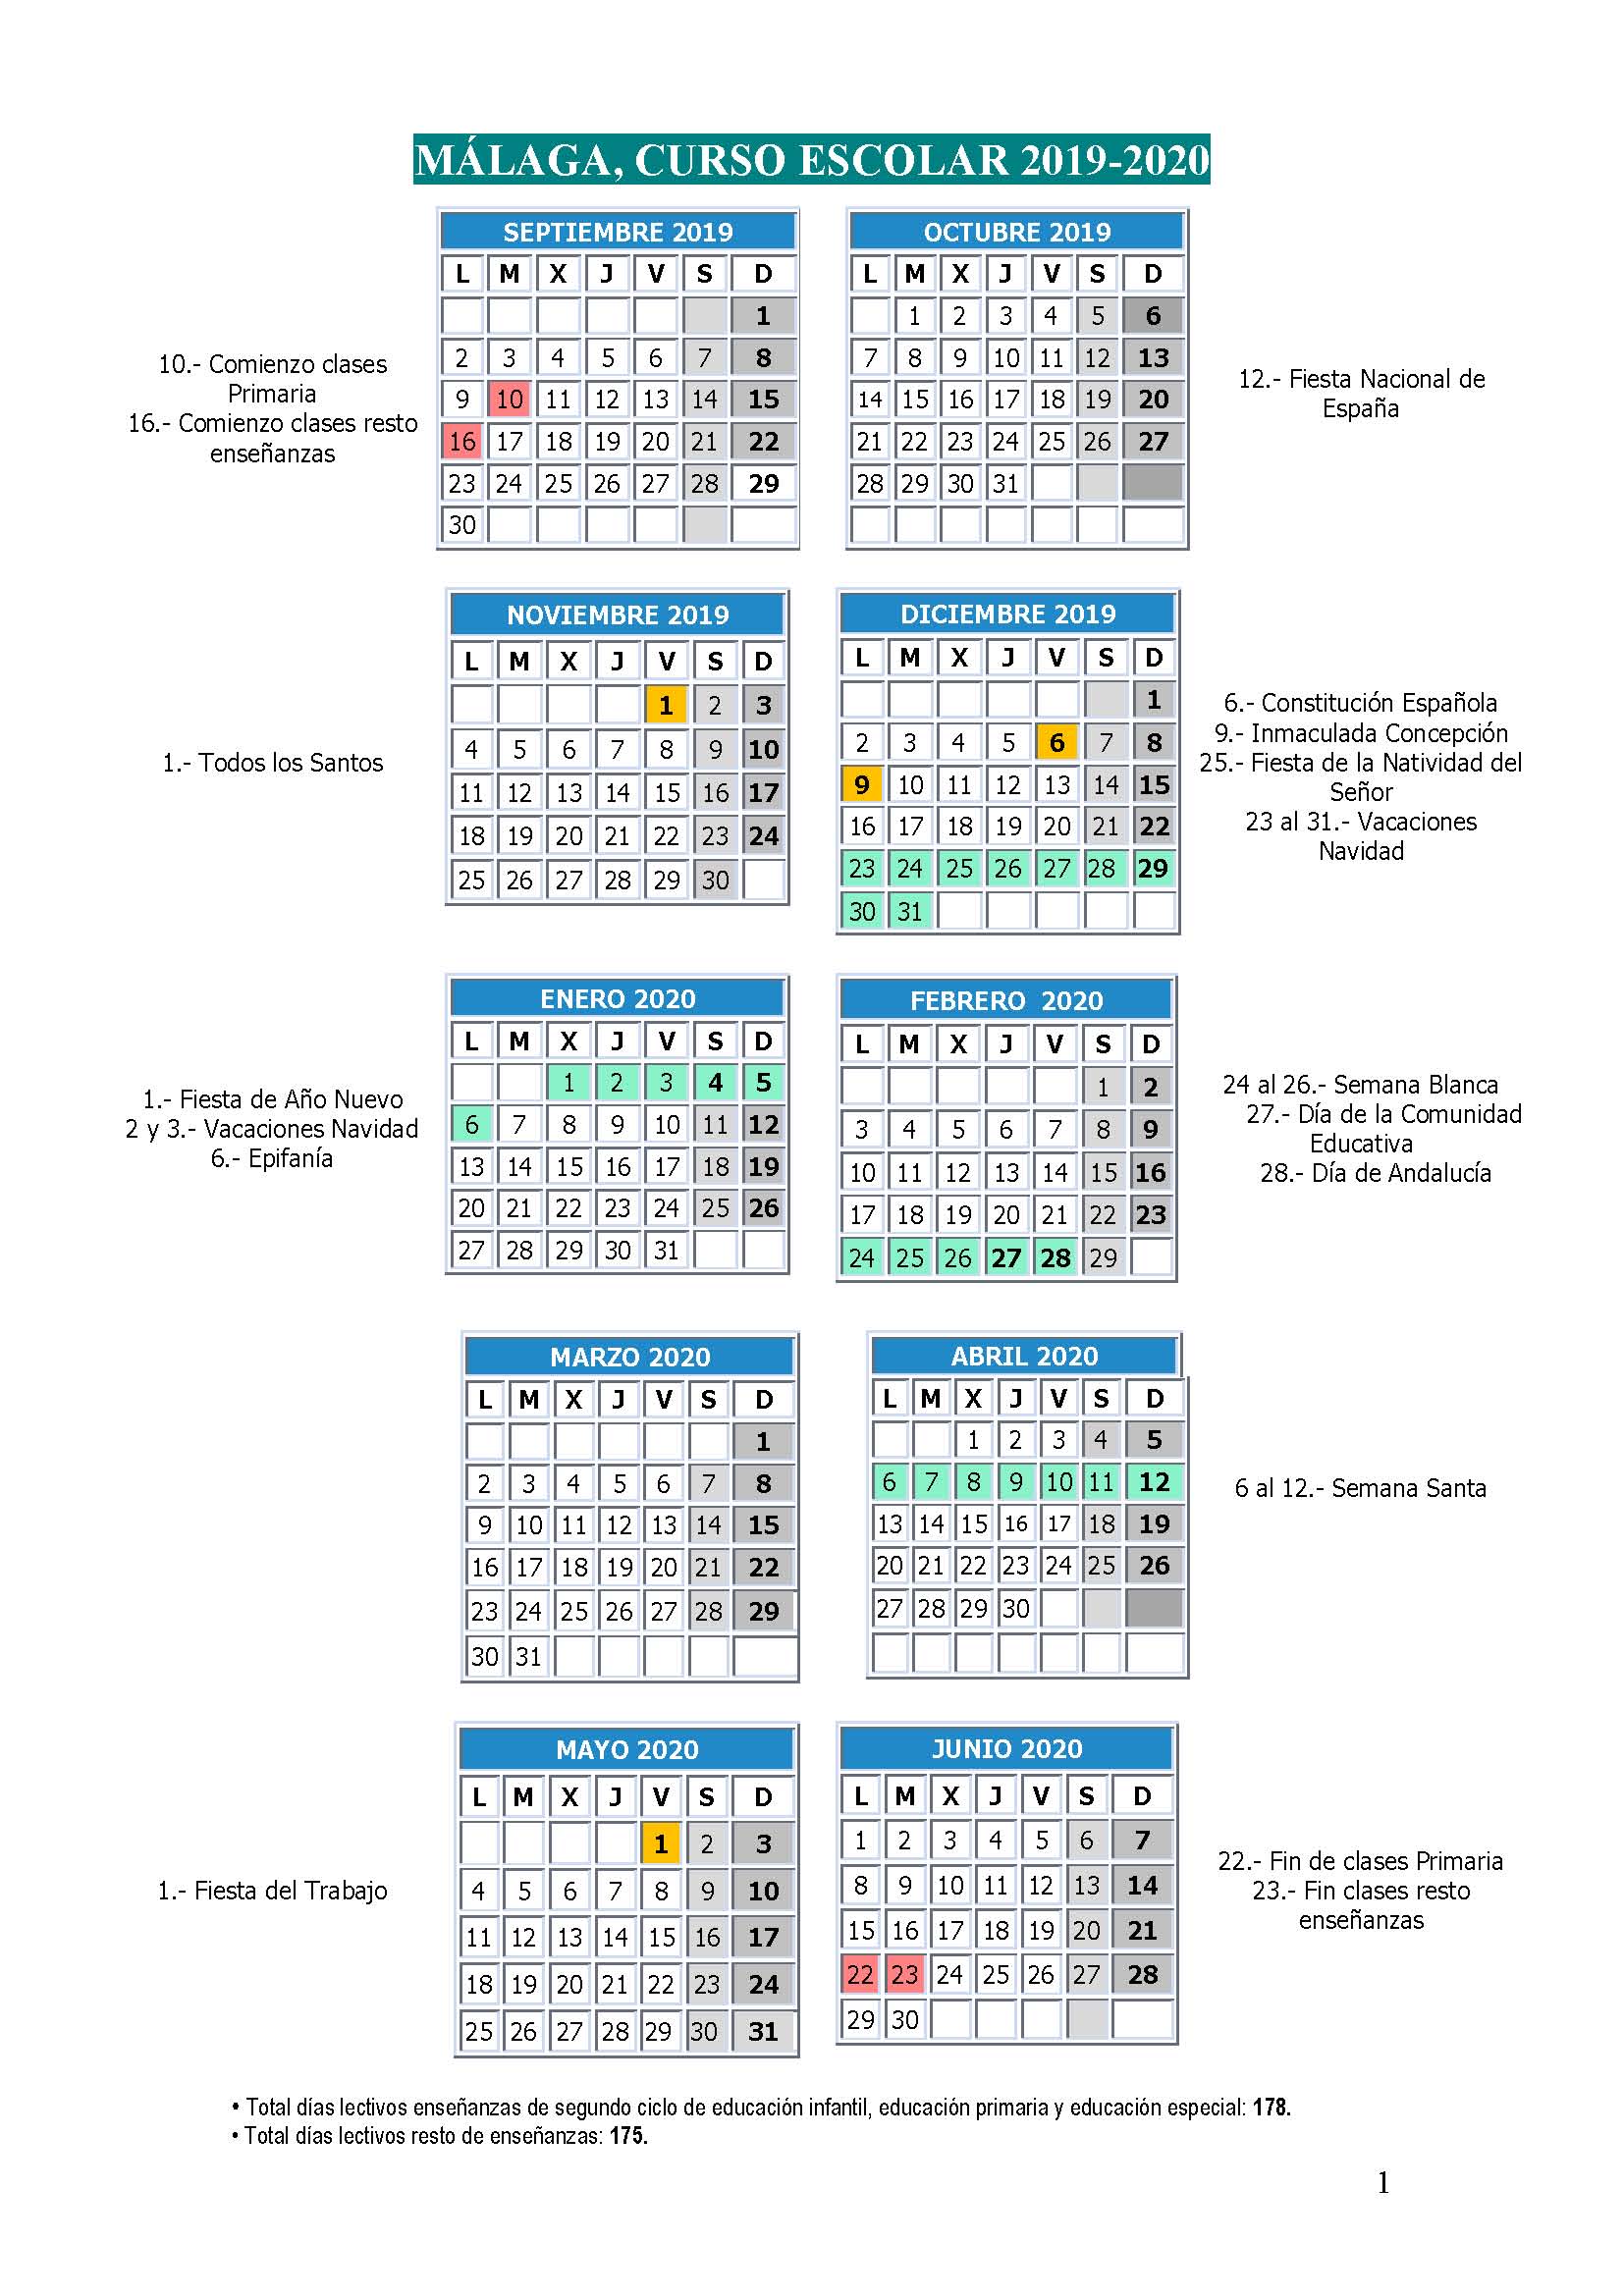 MÁLAGA, CURSO ESCOLAR 2019-2020
SEPTIEMBRE 2019
L M X J V S D
1
2 3 4 5 6 7 8
9 10 11 12 13 14 15
16 17 18 19 20 21 22
23 24 25 26 27 28 29
30
10.- Comienzo clases
Primaria
16.- Comienzo clases resto
enseñanzas
OCTUBRE 2019
L M X J V S D
1 2 3 4 5 6
7 8 9 10 11 12 13
14 15 16 17 18 19 20
21 22 23 24 25 26 27
28 29 30 31
12.- Fiesta Nacional de
España
NOVIEMBRE 2019
L M X J V S D
1 2 3
4 5 6 7 8 9 10
11 12 13 14 15 16 17
18 19 20 21 22 23 24
25 26 27 28 29 30
1.- Todos los Santos
DICIEMBRE 2019
L M X J V S D
1
2 3 4 5 6 7 8
9 10 11 12 13 14 15
16 17 18 19 20 21 22
23 24 25 26 27 28 29
30 31
6.- Constitución Española
9.- Inmaculada Concepción
25.- Fiesta de la Natividad del
Señor
23 al 31.- Vacaciones
Navidad
ENERO 2020
L M X J V S D
1 2 3 4 5
6 7 8 9 10 11 12
13 14 15 16 17 18 19
20 21 22 23 24 25 26
27 28 29 30 31
1.- Fiesta de Año Nuevo
2 y 3.- Vacaciones Navidad
6.- Epifanía
FEBRERO 2020
L M X J V S D
1 2
3 4 5 6 7 8 9
10 11 12 13 14 15 16
17 18 19 20 21 22 23
24 25 26 27 28 29
24 al 26.- Semana Blanca
27.- Día de la Comunidad
Educativa
28.- Día de Andalucía
MARZO 2020
L M X J V S D
1
2 3 4 5 6 7 8
9 10 11 12 13 14 15
16 17 18 19 20 21 22
23 24 25 26 27 28 29
30 31
ABRIL 2020
L M X J V S D
1 2 3 4 5
6 7 8 9 10 11 12
13 14 15 16 17 18 19
20 21 22 23 24 25 26
27 28 29 30
6 al 12.- Semana Santa
MAYO 2020
L M X J V S D
1 2 3
4 5 6 7 8 9 10
11 12 13 14 15 16 17
18 19 20 21 22 23 24
25 26 27 28 29 30 31
1.- Fiesta del Trabajo
JUNIO 2020
L M X J V S D
1 2 3 4 5 6 7
8 9 10 11 12 13 14
15 16 17 18 19 20 21
22 23 24 25 26 27 28
29 30
22.- Fin de clases Primaria
23.- Fin clases resto
enseñanzas
• Total días lectivos enseñanzas de segundo ciclo de educación infantil, educación primaria y educación especial: 178.
• Total días lectivos resto de enseñanzas: 175.
1